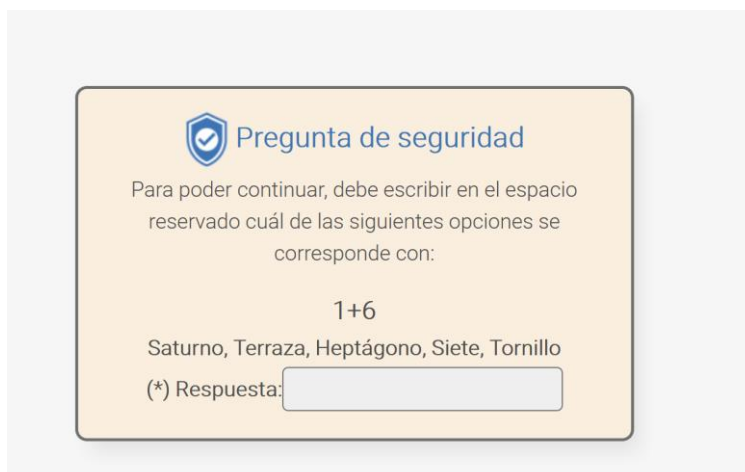 Pregunta de seguridad
Para poder continuar, debe escribir en el espacio
reservado cuál de las siguientes opciones se
corresponde con:
1+6
Saturno, Terraza, Heptágono, Siete, Tornillo
(*) Respuesta: